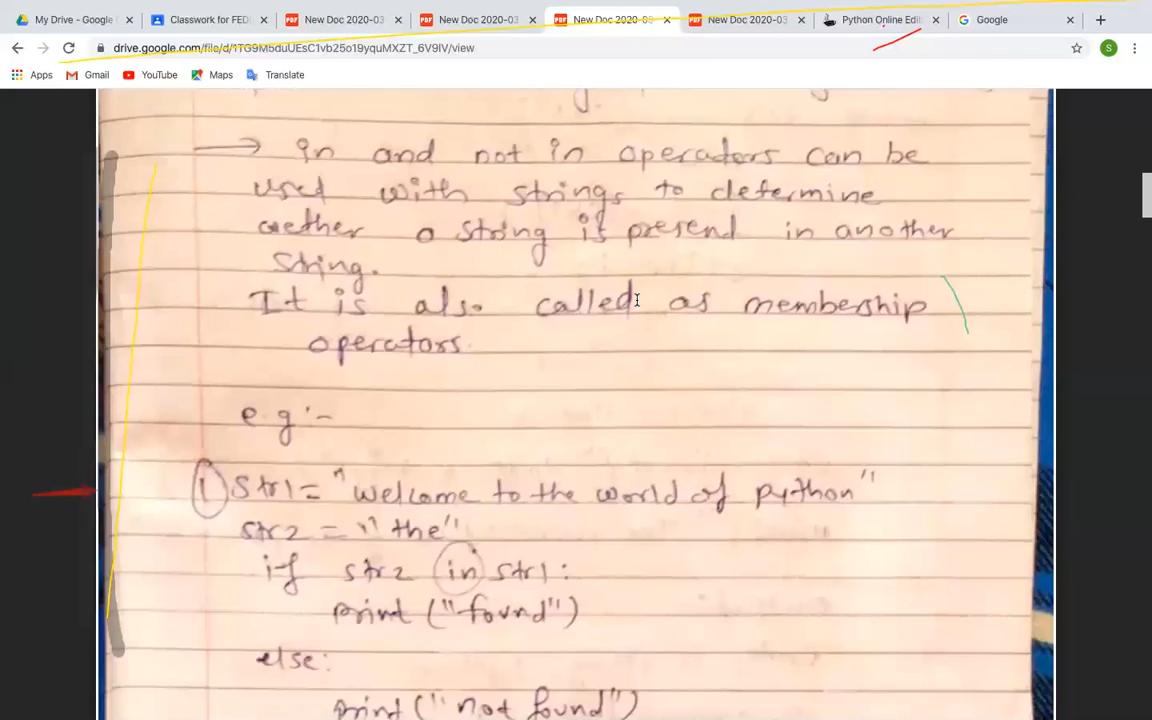 My Drive - Google
Classwork for FED
New Doc 2020-03
New Doc 2020-03
New Doc 2020-05
New Doc 2020-03
Python Online Edit
Google
drive.google.com/file/d/1TG9M5duUEsC1vb25o19yquMXZT_6V9IV/view
S
Apps
Gmail
YouTube
Maps
Translate
→ in and not in operators can be
used with strings to determine
wether a string is presend in another
string.
It is also called as membership
operators.
e.g :-
1 str1 = "welcome to the world of python"
str2 = "the"
if str2 in str1:
print ("found")
else:
print ("not found")